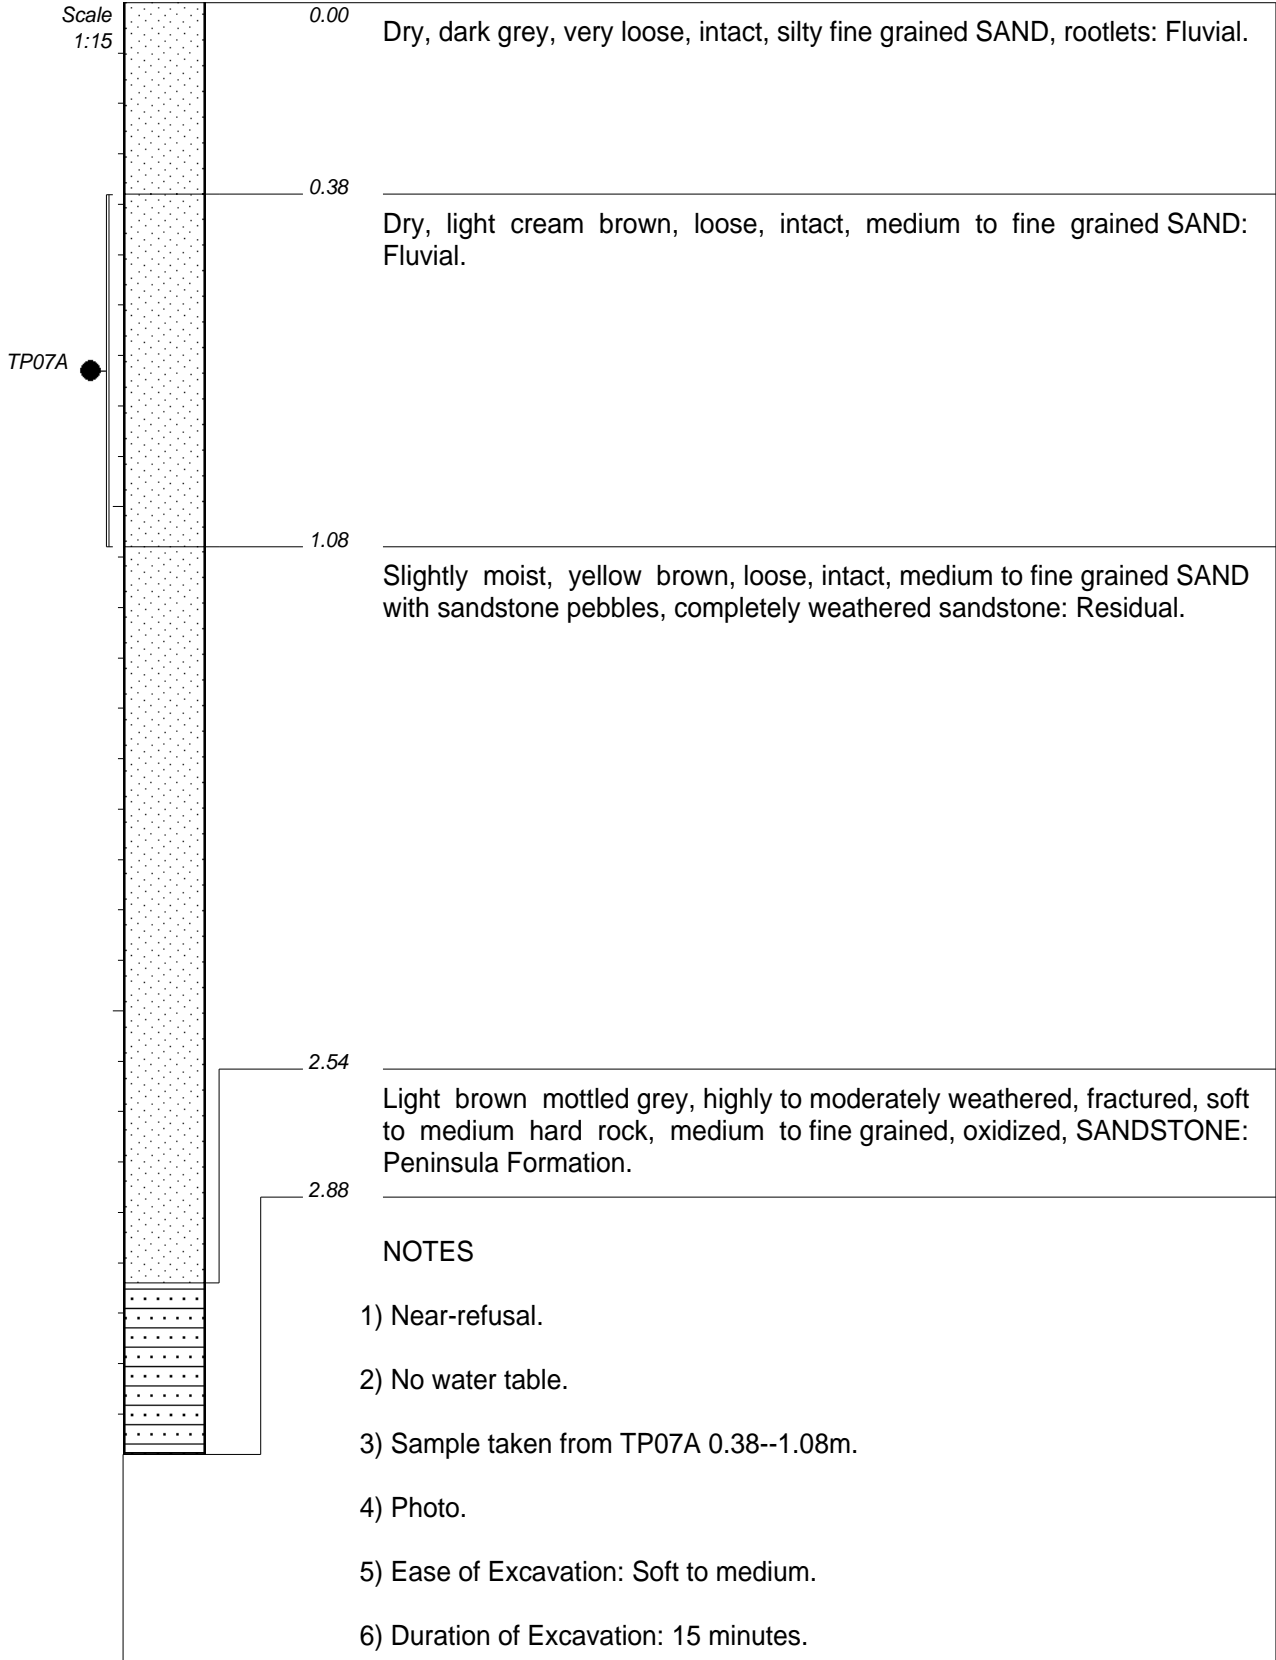 Scale
1:15
0.00
Dry, dark grey, very loose, intact, silty fine grained SAND, rootlets: Fluvial.
0.38
Dry, light cream brown, loose, intact, medium to fine grained SAND:
Fluvial.
TP07A
1.08
Slightly moist, yellow brown, loose, intact, medium to fine grained SAND
with sandstone pebbles, completely weathered sandstone: Residual.
2.54
Light brown mottled grey, highly to moderately weathered, fractured, soft
to medium hard rock, medium to fine grained, oxidized, SANDSTONE:
Peninsula Formation.
2.88
NOTES
1) Near-refusal.
2) No water table.
3) Sample taken from TP07A 0.38--1.08m.
4) Photo.
5) Ease of Excavation: Soft to medium.
6) Duration of Excavation: 15 minutes.